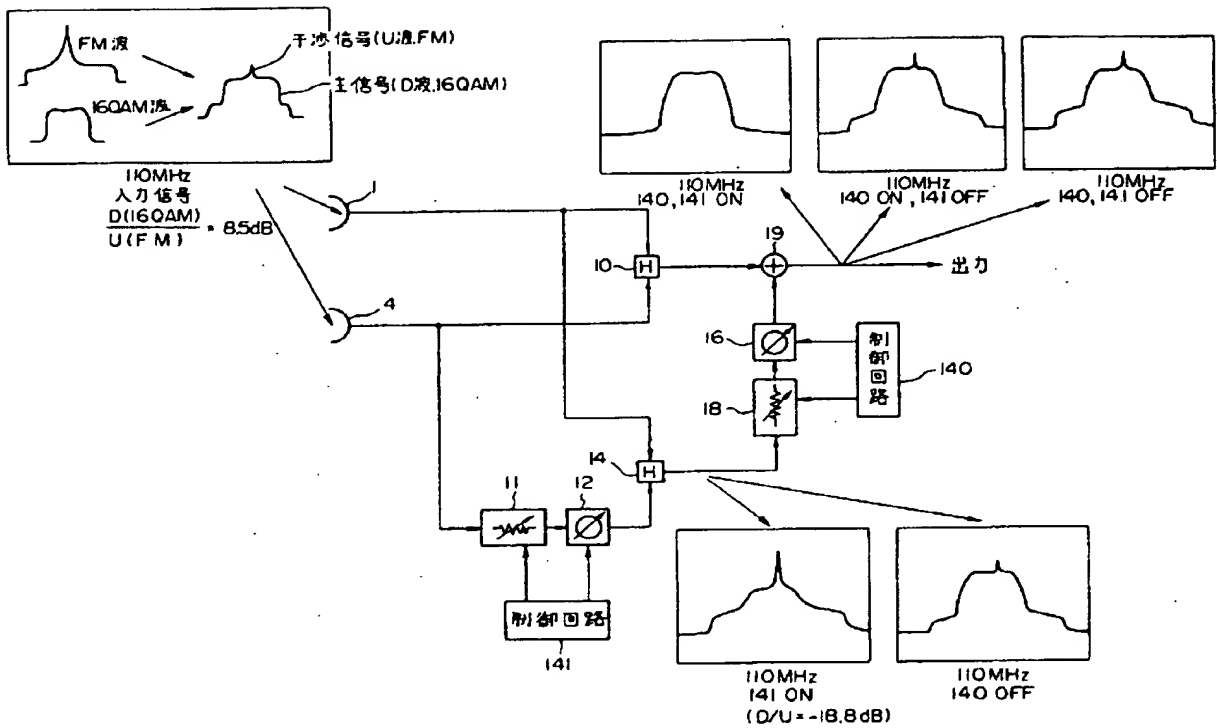 FM波
干渉信号(U波,FM)
主信号(D波,16QAM)
16QAM波
110MHz
入力信号
D(16QAM)
U(FM)
= 8.5dB
110MHz
140,141 ON
110MHz
140 ON,141 OFF
110MHz
140,141 OFF
1
4
10
H
19
出力
16
制御回路
140
18
14
H
11
12
制御回路
141
110MHz
141 ON
(D/U=-18.8dB)
110MHz
140 OFF